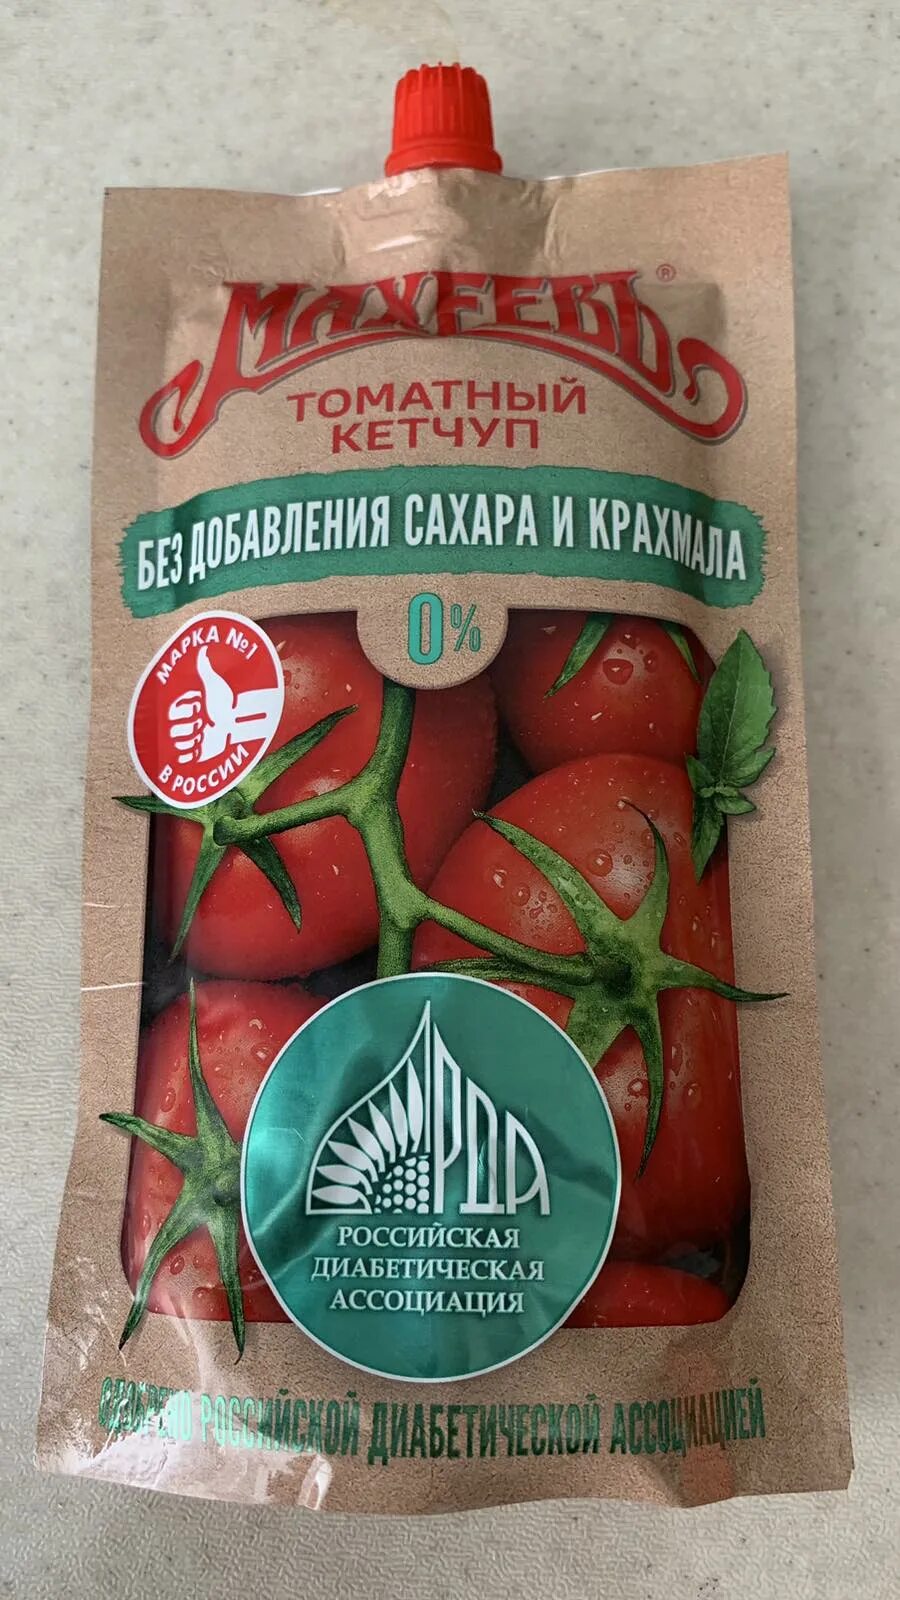 МАХЕЕВЪ®
ТОМАТНЫЙ
КЕТЧУП
БЕЗ ДОБАВЛЕНИЯ САХАРА И КРАХМАЛА
0%
МАРКА №1
В РОССИИ
РДА
РОССИЙСКАЯ
ДИАБЕТИЧЕСКАЯ
АССОЦИАЦИЯ
ОДОБРЕНО РОССИЙСКОЙ ДИАБЕТИЧЕСКОЙ АССОЦИАЦИЕЙ